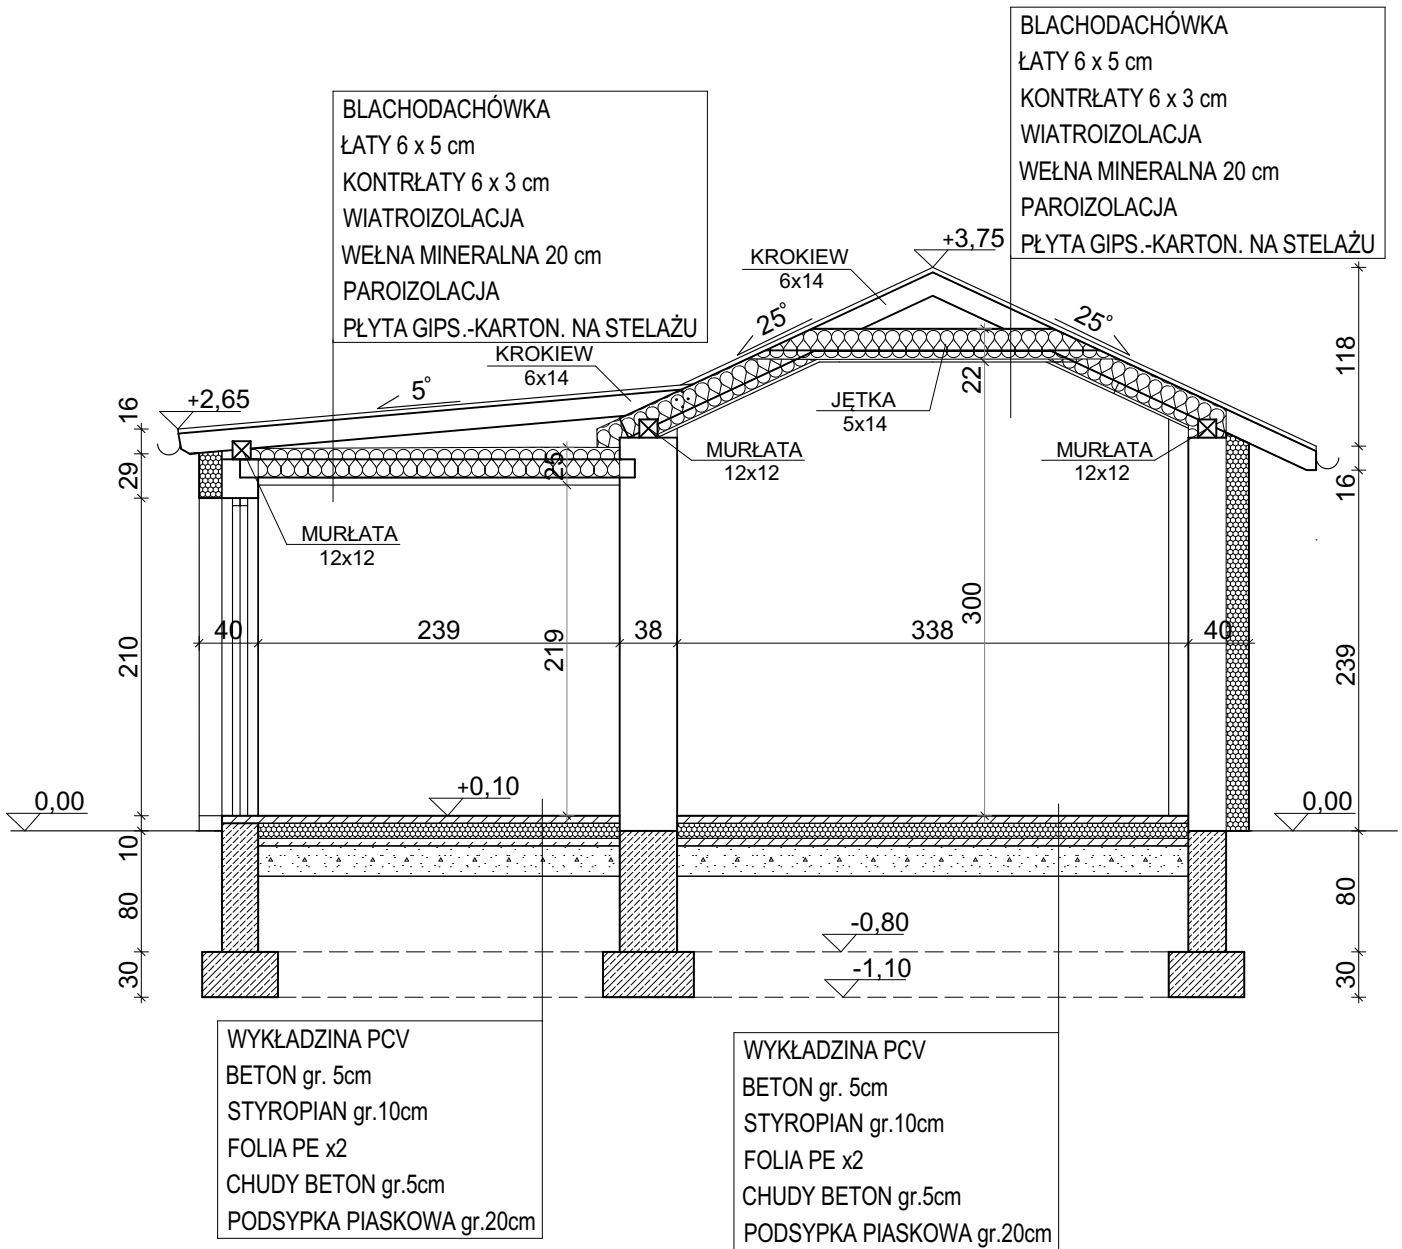 BLACHODACHÓWKA
ŁATY 6 x 5 cm
KONTRŁATY 6 x 3 cm
WIATROIZOLACJA
WEŁNA MINERALNA 20 cm
PAROIZOLACJA
PŁYTA GIPS.-KARTON. NA STELAŻU
BLACHODACHÓWKA
ŁATY 6 x 5 cm
KONTRŁATY 6 x 3 cm
WIATROIZOLACJA
WEŁNA MINERALNA 20 cm
PAROIZOLACJA
PŁYTA GIPS.-KARTON. NA STELAŻU
+3,75
KROKIEW
6x14
25°
25°
118
KROKIEW
6x14
5°
+2,65
16
29
22
JĘTKA
5x14
MURŁATA
12x12
MURŁATA
12x12
16
25
MURŁATA
12x12
40
239
38
338
40
210
219
300
239
+0,10
0,00
0,00
10
80
30
-0,80
-1,10
80
30
WYKŁADZINA PCV
BETON gr. 5cm
STYROPIAN gr.10cm
FOLIA PE x2
CHUDY BETON gr.5cm
PODSYPKA PIASKOWA gr.20cm
WYKŁADZINA PCV
BETON gr. 5cm
STYROPIAN gr.10cm
FOLIA PE x2
CHUDY BETON gr.5cm
PODSYPKA PIASKOWA gr.20cm